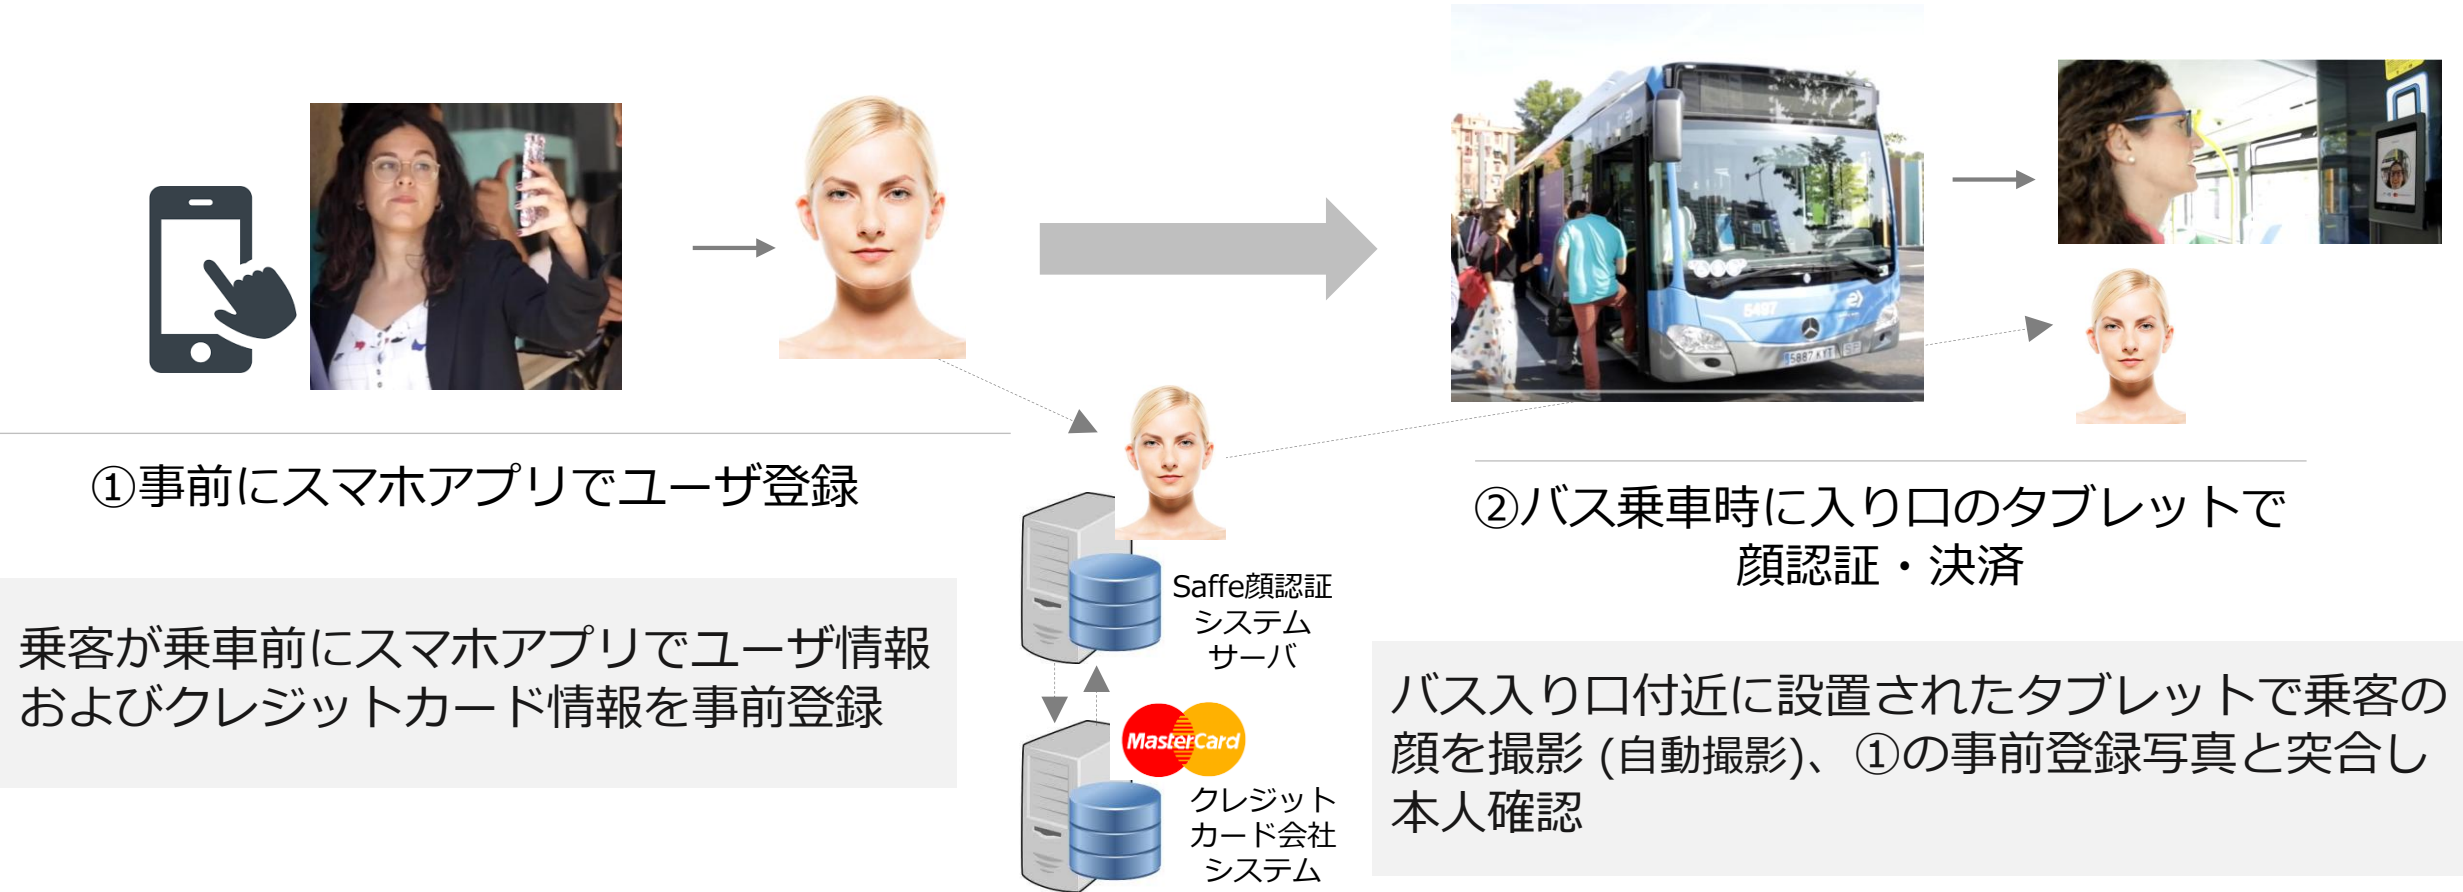 ①事前にスマホアプリでユーザ登録
乗客が乗車前にスマホアプリでユーザ情報
およびクレジットカード情報を事前登録
Saffe顔認証
システム
サーバ
MasterCard
クレジット
カード会社
システム
6497
5887 KYT
②バス乗車時に入り口のタブレットで
顔認証・決済
バス入り口付近に設置されたタブレットで乗客の
顔を撮影 (自動撮影)、①の事前登録写真と突合し
本人確認